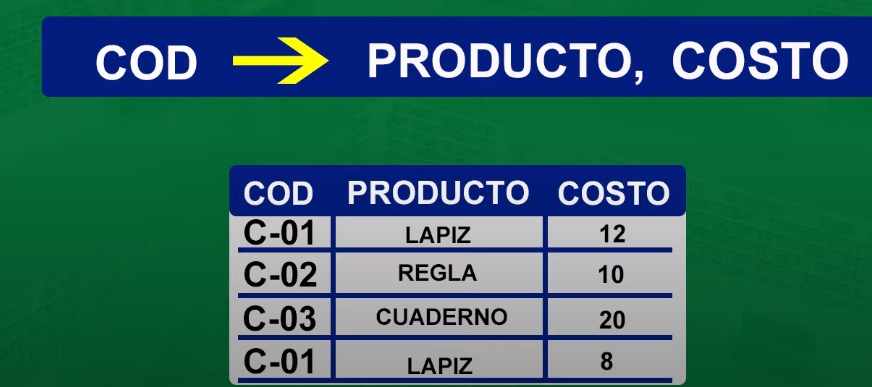 COD → PRODUCTO, COSTO
COD PRODUCTO COSTO
C-01 LAPIZ 12
C-02 REGLA 10
C-03 CUADERNO 20
C-01 LAPIZ 8